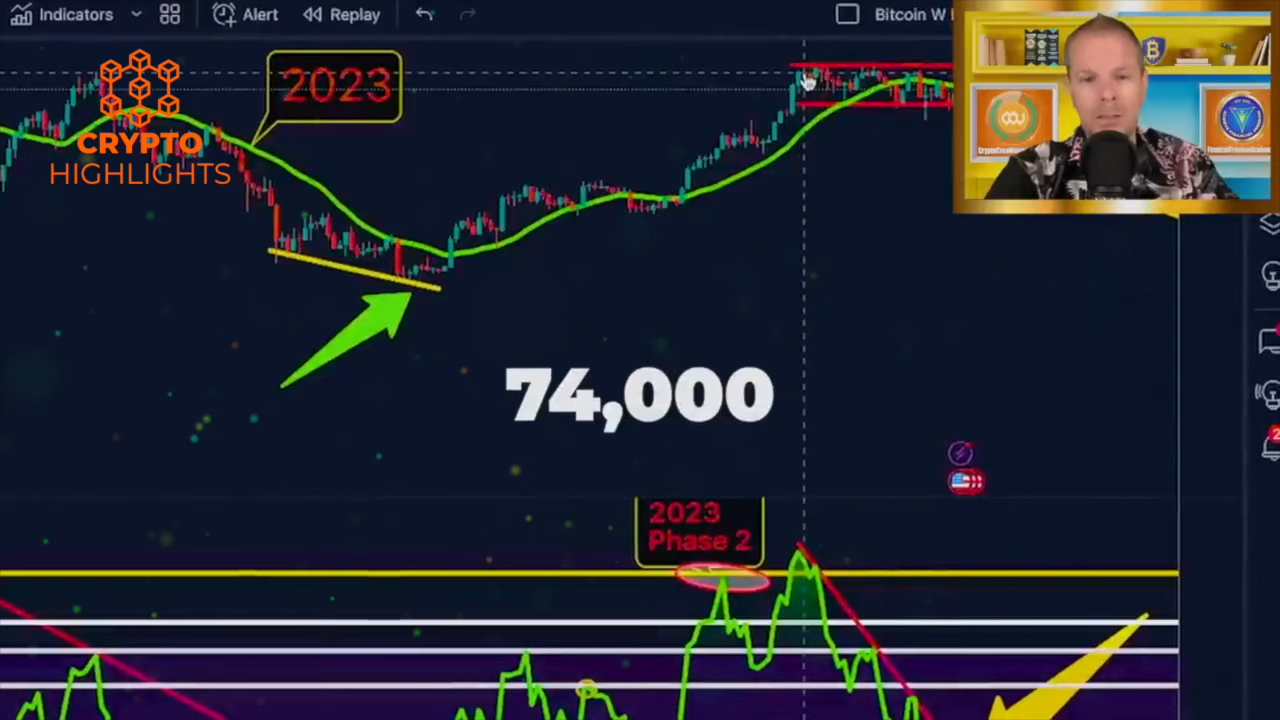 Indicators
Alert
Replay
Bitcoin W
2023
CRYPTO
HIGHLIGHTS
74,000
2023
Phase 2